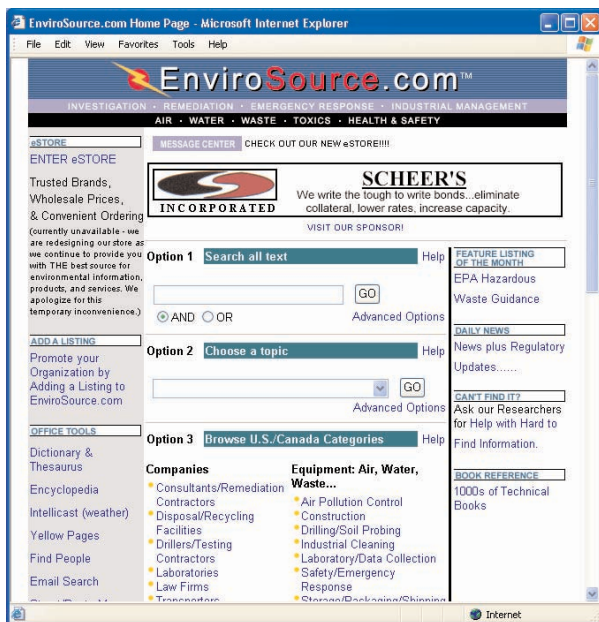 EnviroSource.com Home Page - Microsoft Internet Explorer
File Edit View Favorites Tools Help
EnviroSource.com™
INVESTIGATION · REMEDIATION · EMERGENCY RESPONSE · INDUSTRIAL MANAGEMENT
AIR · WATER · WASTE · TOXICS · HEALTH & SAFETY
eSTORE
ENTER eSTORE
Trusted Brands,
Wholesale Prices,
& Convenient Ordering
(currently unavailable - we
are redesigning our store as
we continue to provide you
with THE best source for
environmental information,
products, and services. We
apologize for this
temporary inconvenience.)
ADD A LISTING
Promote your
Organization by
Adding a Listing to
EnviroSource.com
OFFICE TOOLS
Dictionary &
Thesaurus
Encyclopedia
Intellicast (weather)
Yellow Pages
Find People
Email Search
MESSAGE CENTER CHECK OUT OUR NEW eSTORE!!!!
INCORPORATED
SCHEER'S
We write the tough to write bonds...eliminate
collateral, lower rates, increase capacity.
VISIT OUR SPONSOR!
Option 1 Search all text Help
GO
AND OR
Advanced Options
Option 2 Choose a topic Help
GO
Advanced Options
Option 3 Browse U.S./Canada Categories Help
Companies
Consultants/Remediation
Contractors
Disposal/Recycling
Facilities
Drillers/Testing
Contractors
Laboratories
Law Firms
Transporters
Equipment: Air, Water,
Waste...
Air Pollution Control
Construction
Drilling/Soil Probing
Industrial Cleaning
Laboratory/Data Collection
Safety/Emergency
Response
Storage/Packaging/Shipping
FEATURE LISTING
OF THE MONTH
EPA Hazardous
Waste Guidance
DAILY NEWS
News plus Regulatory
Updates......
CAN'T FIND IT?
Ask our Researchers
for Help with Hard to
Find Information.
BOOK REFERENCE
1000s of Technical
Books
Internet